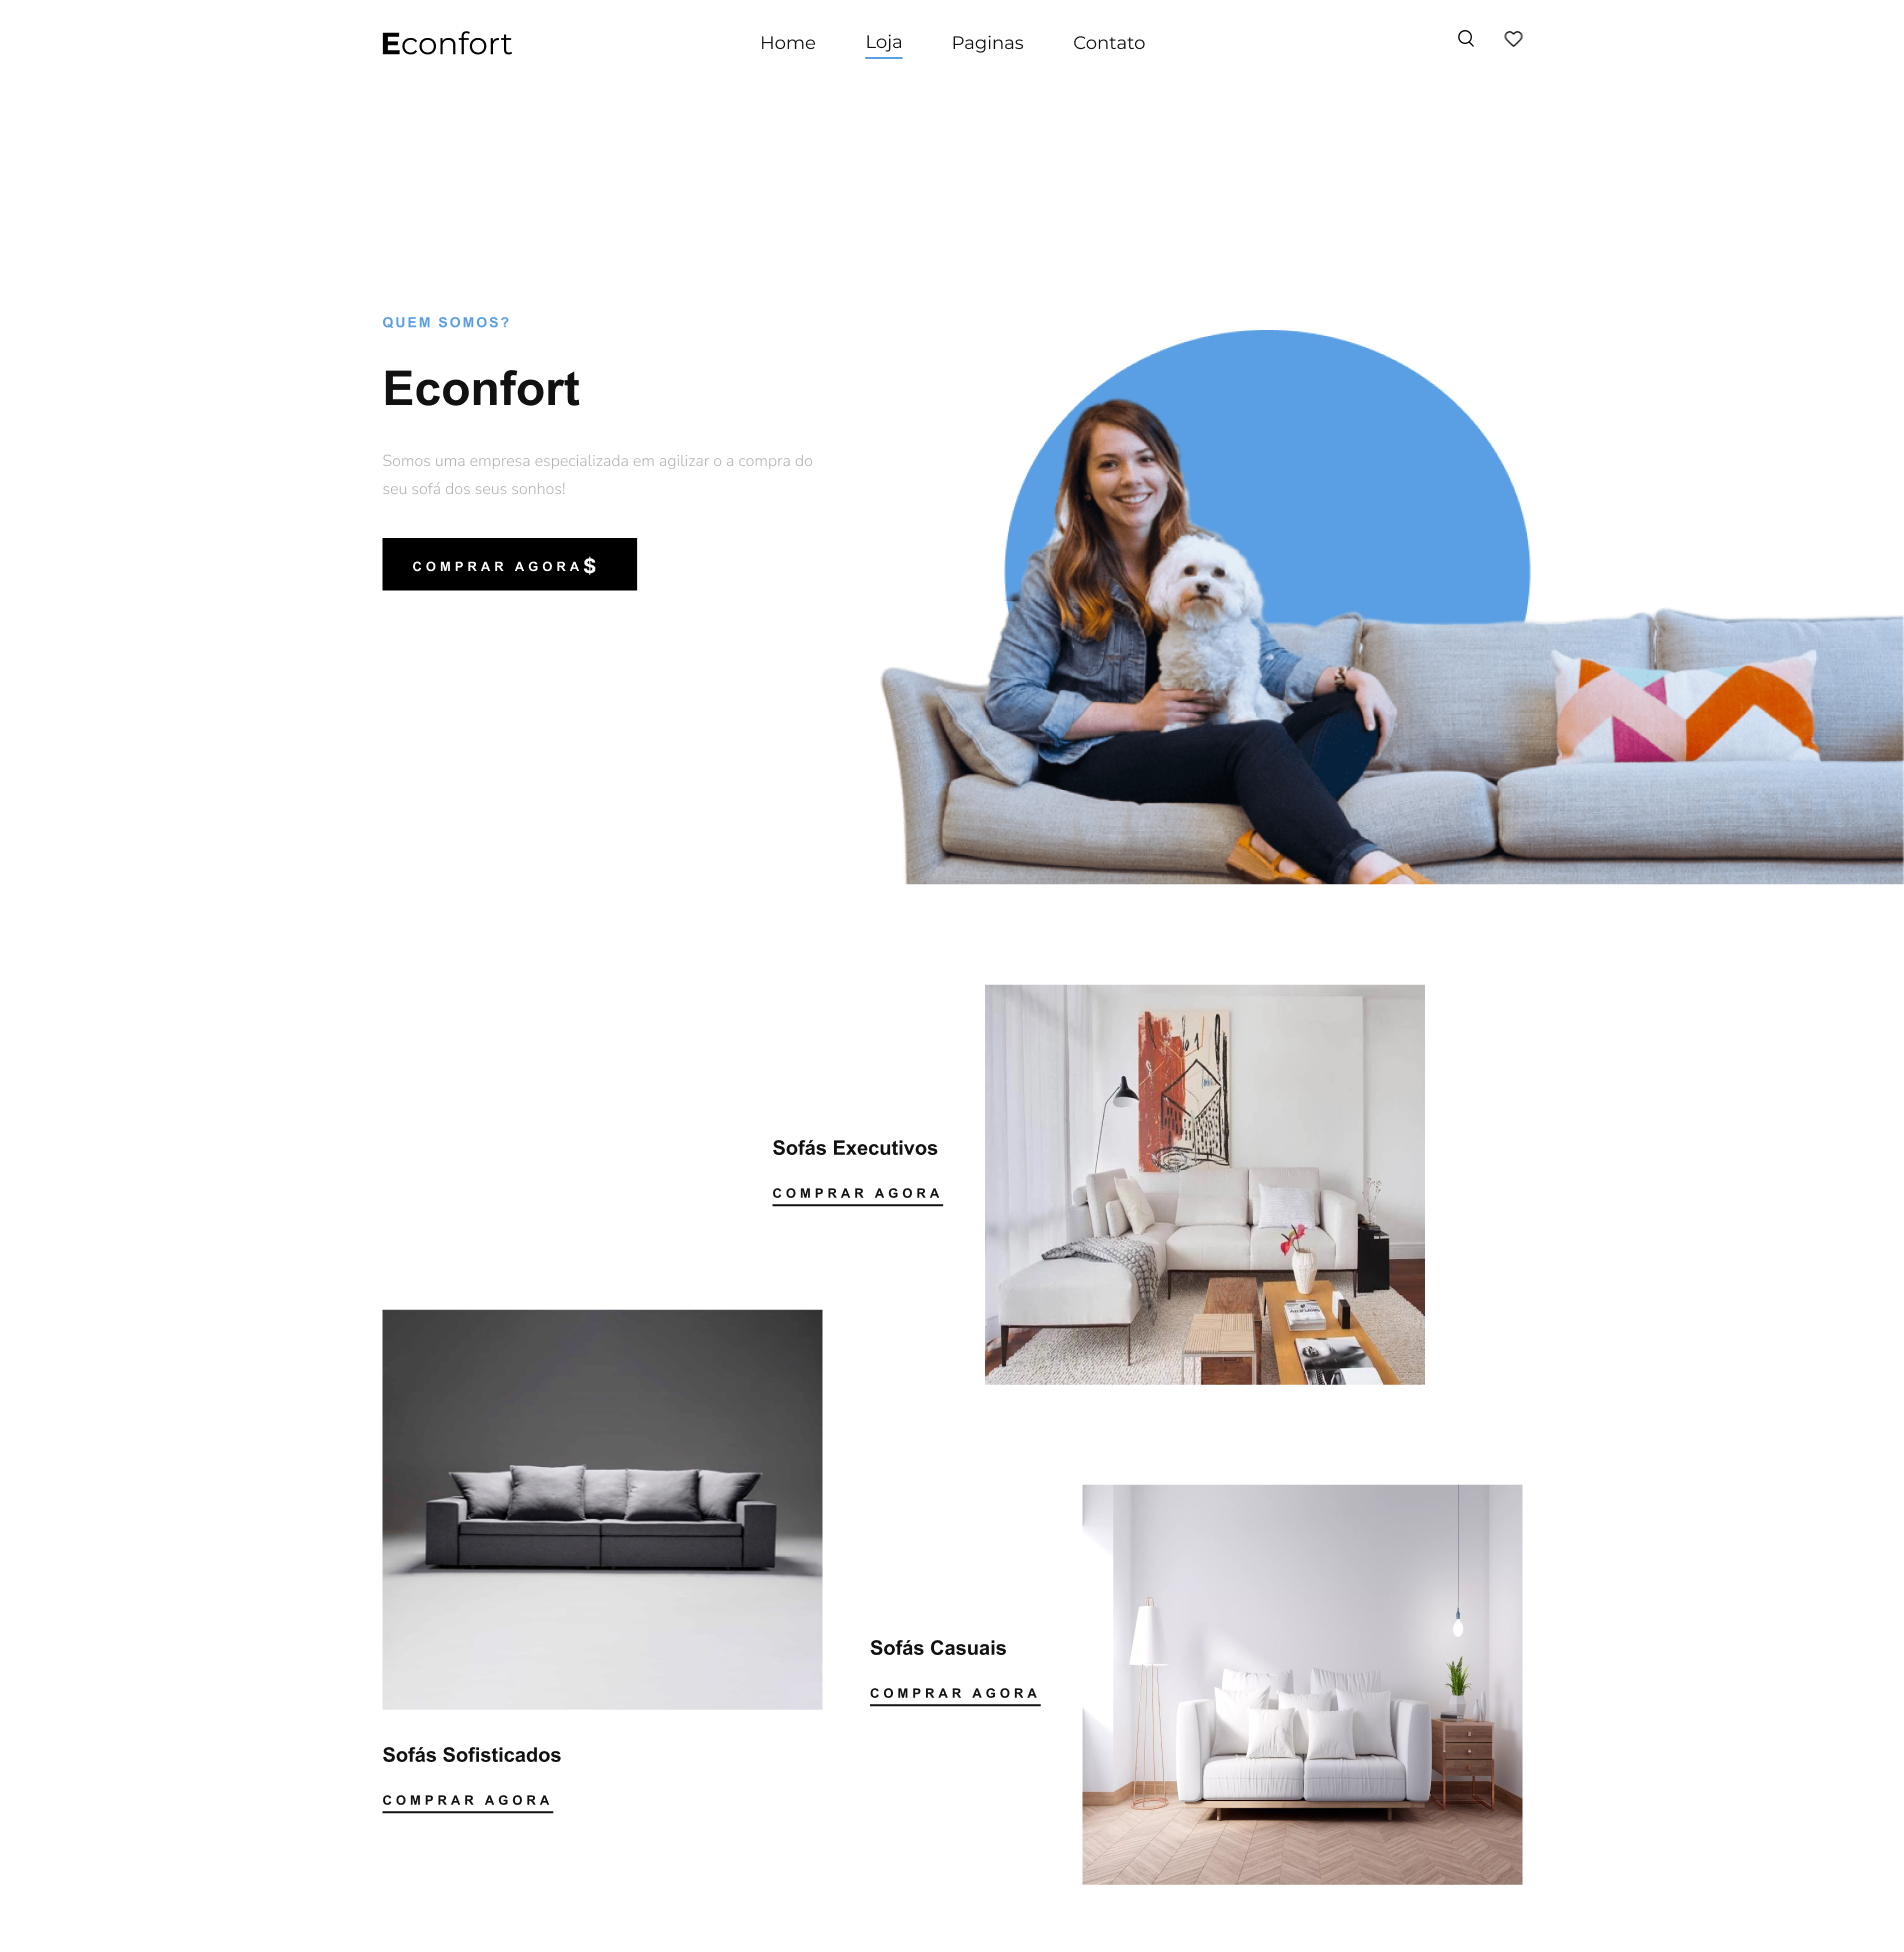 Econfort
Home
Loja
Paginas
Contato
QUEM SOMOS?
Econfort
Somos uma empresa especializada em agilizar o a compra do
seu sofá dos seus sonhos!
COMPRAR AGORA$
Sofás Executivos
COMPRAR AGORA
Sofás Casuais
COMPRAR AGORA
Sofás Sofisticados
COMPRAR AGORA